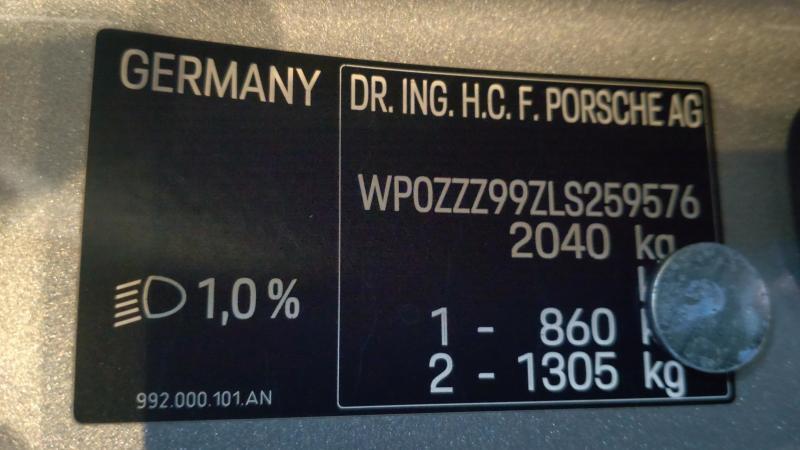 GERMANY
DR. ING. H.C. F. PORSCHE AG
WP0ZZZ99ZLS259576
2040 kg
1 - 860
2 - 1305 kg
1,0 %
992.000.101.AN